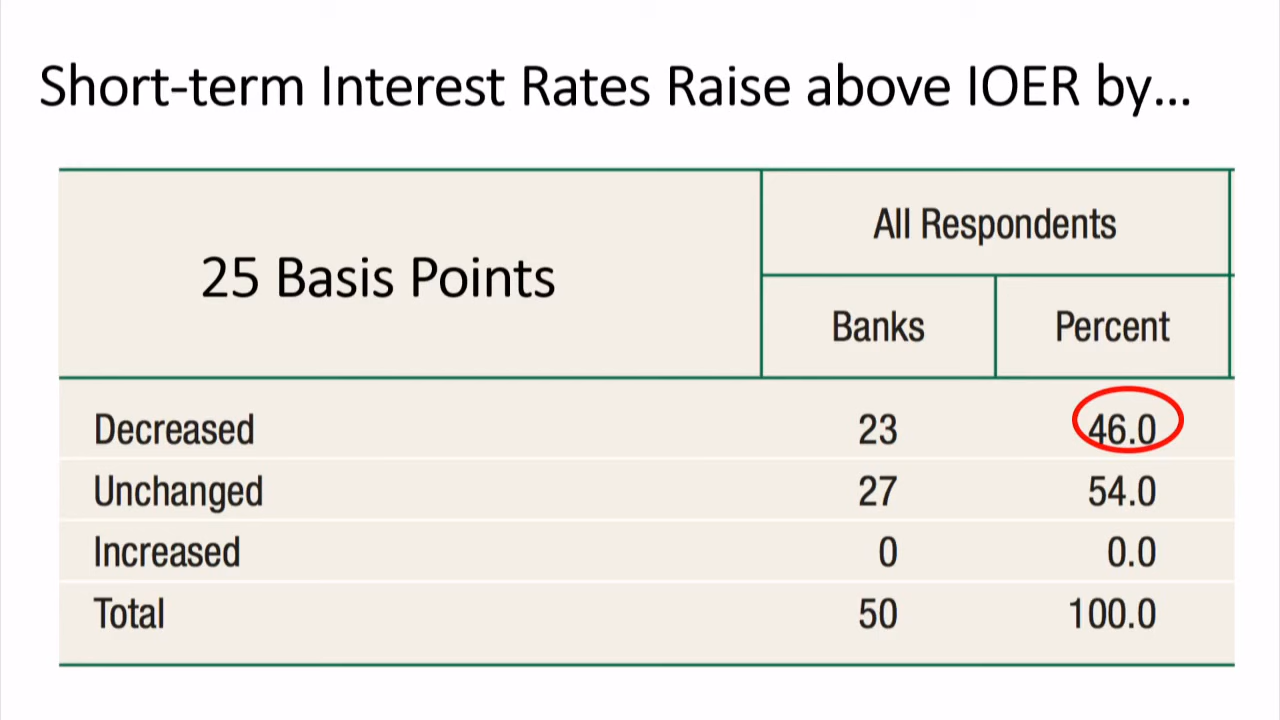 Short-term Interest Rates Raise above IOER by...
25 Basis Points
All Respondents
Banks Percent
Decreased 23 46.0
Unchanged 27 54.0
Increased 0 0.0
Total 50 100.0